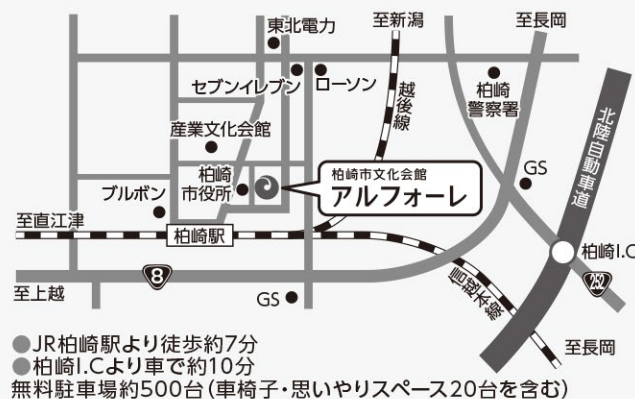 至新潟
至長岡
東北電力
セブンイレブン
ローソン
越後線
柏崎
警察署
北陸自動車道
産業文化会館
柏崎
市役所
柏崎市文化会館
アルフォーレ
GS
ブルボン
至直江津
柏崎駅
柏崎I.C
8
252
至上越
GS
信越本線
至長岡
●JR柏崎駅より徒歩約7分
●柏崎I.Cより車で約10分
無料駐車場約500台(車椅子・思いやりスペース20台を含む)